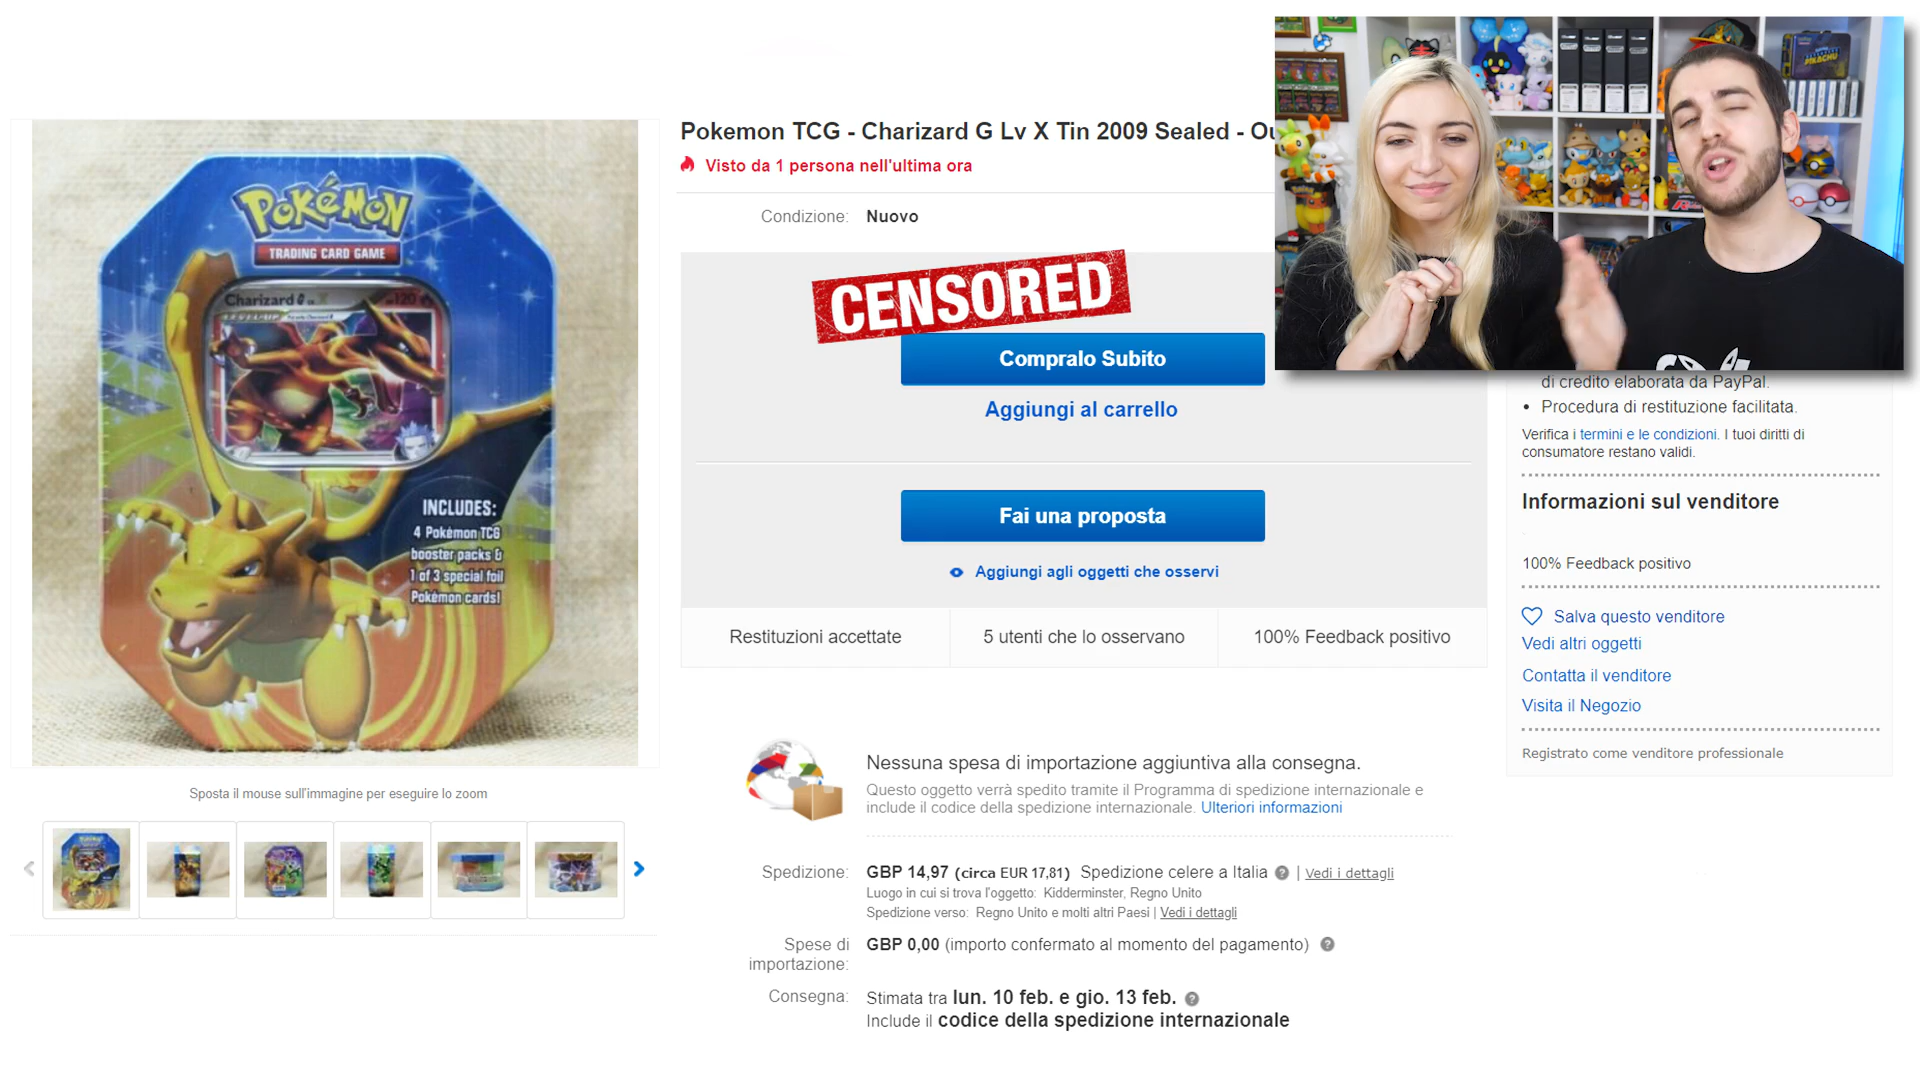 Pokemon TCG - Charizard G Lv X Tin 2009 Sealed - Ou
Visto da 1 persona nell'ultima ora
Condizione: Nuovo
CENSORED
Compralo Subito
Aggiungi al carrello
Fai una proposta
Aggiungi agli oggetti che osservi
Restituzioni accettate
5 utenti che lo osservano
100% Feedback positivo
POKéMON
TRADING CARD GAME
Charizard G
120
INCLUDES:
4 Pokémon TCG
booster packs &
1 of 3 special foil
Pokémon cards!
Sposta il mouse sull'immagine per eseguire lo zoom
Nessuna spesa di importazione aggiuntiva alla consegna.
Questo oggetto verrà spedito tramite il Programma di spedizione internazionale e
include il codice della spedizione internazionale. Ulteriori informazioni
Spedizione: GBP 14,97 (circa EUR 17,81) Spedizione celere a Italia | Vedi i dettagli
Luogo in cui si trova l'oggetto: Kidderminster, Regno Unito
Spedizione verso: Regno Unito e molti altri Paesi | Vedi i dettagli
Spese di importazione: GBP 0,00 (importo confermato al momento del pagamento)
Consegna: Stimata tra lun. 10 feb. e gio. 13 feb.
Include il codice della spedizione internazionale
di credito elaborata da PayPal.
• Procedura di restituzione facilitata.
Verifica i termini e le condizioni. I tuoi diritti di
consumatore restano validi.
Informazioni sul venditore
100% Feedback positivo
Salva questo venditore
Vedi altri oggetti
Contatta il venditore
Visita il Negozio
Registrato come venditore professionale